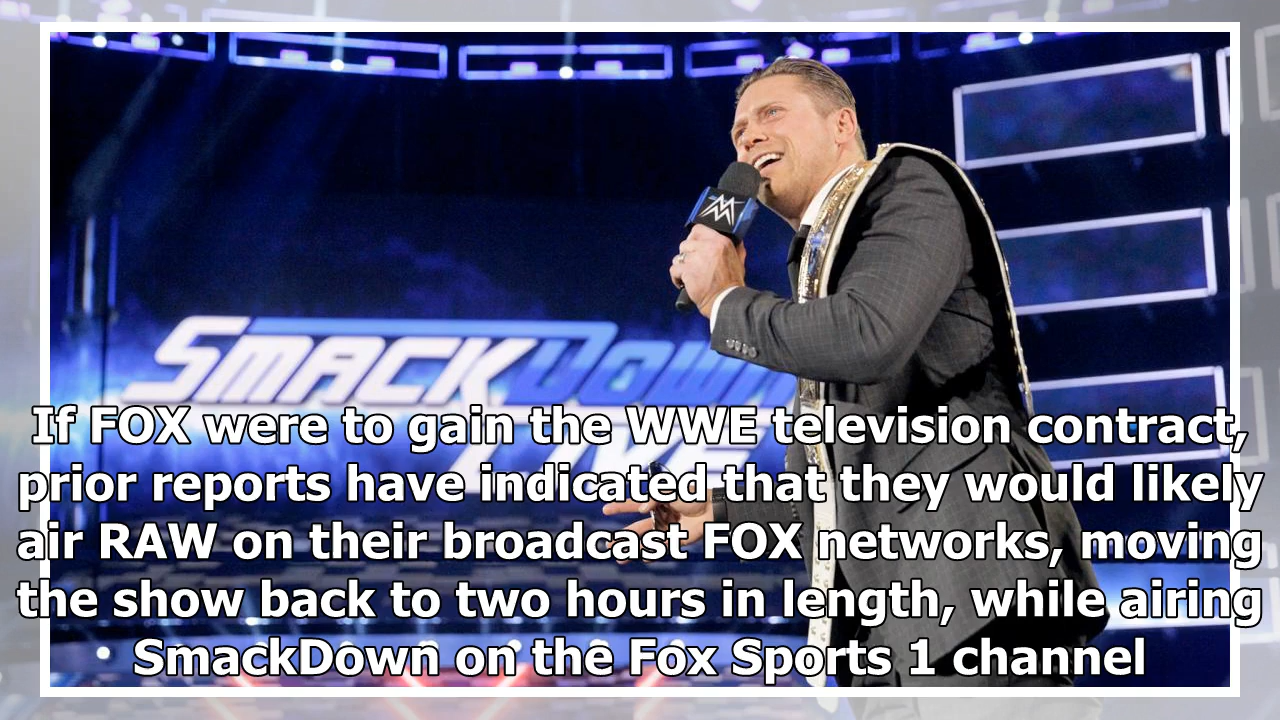 SMACKDOWN
LIVE
If FOX were to gain the WWE television contract,
prior reports have indicated that they would likely
air RAW on their broadcast FOX networks, moving
the show back to two hours in length, while airing
SmackDown on the Fox Sports 1 channel